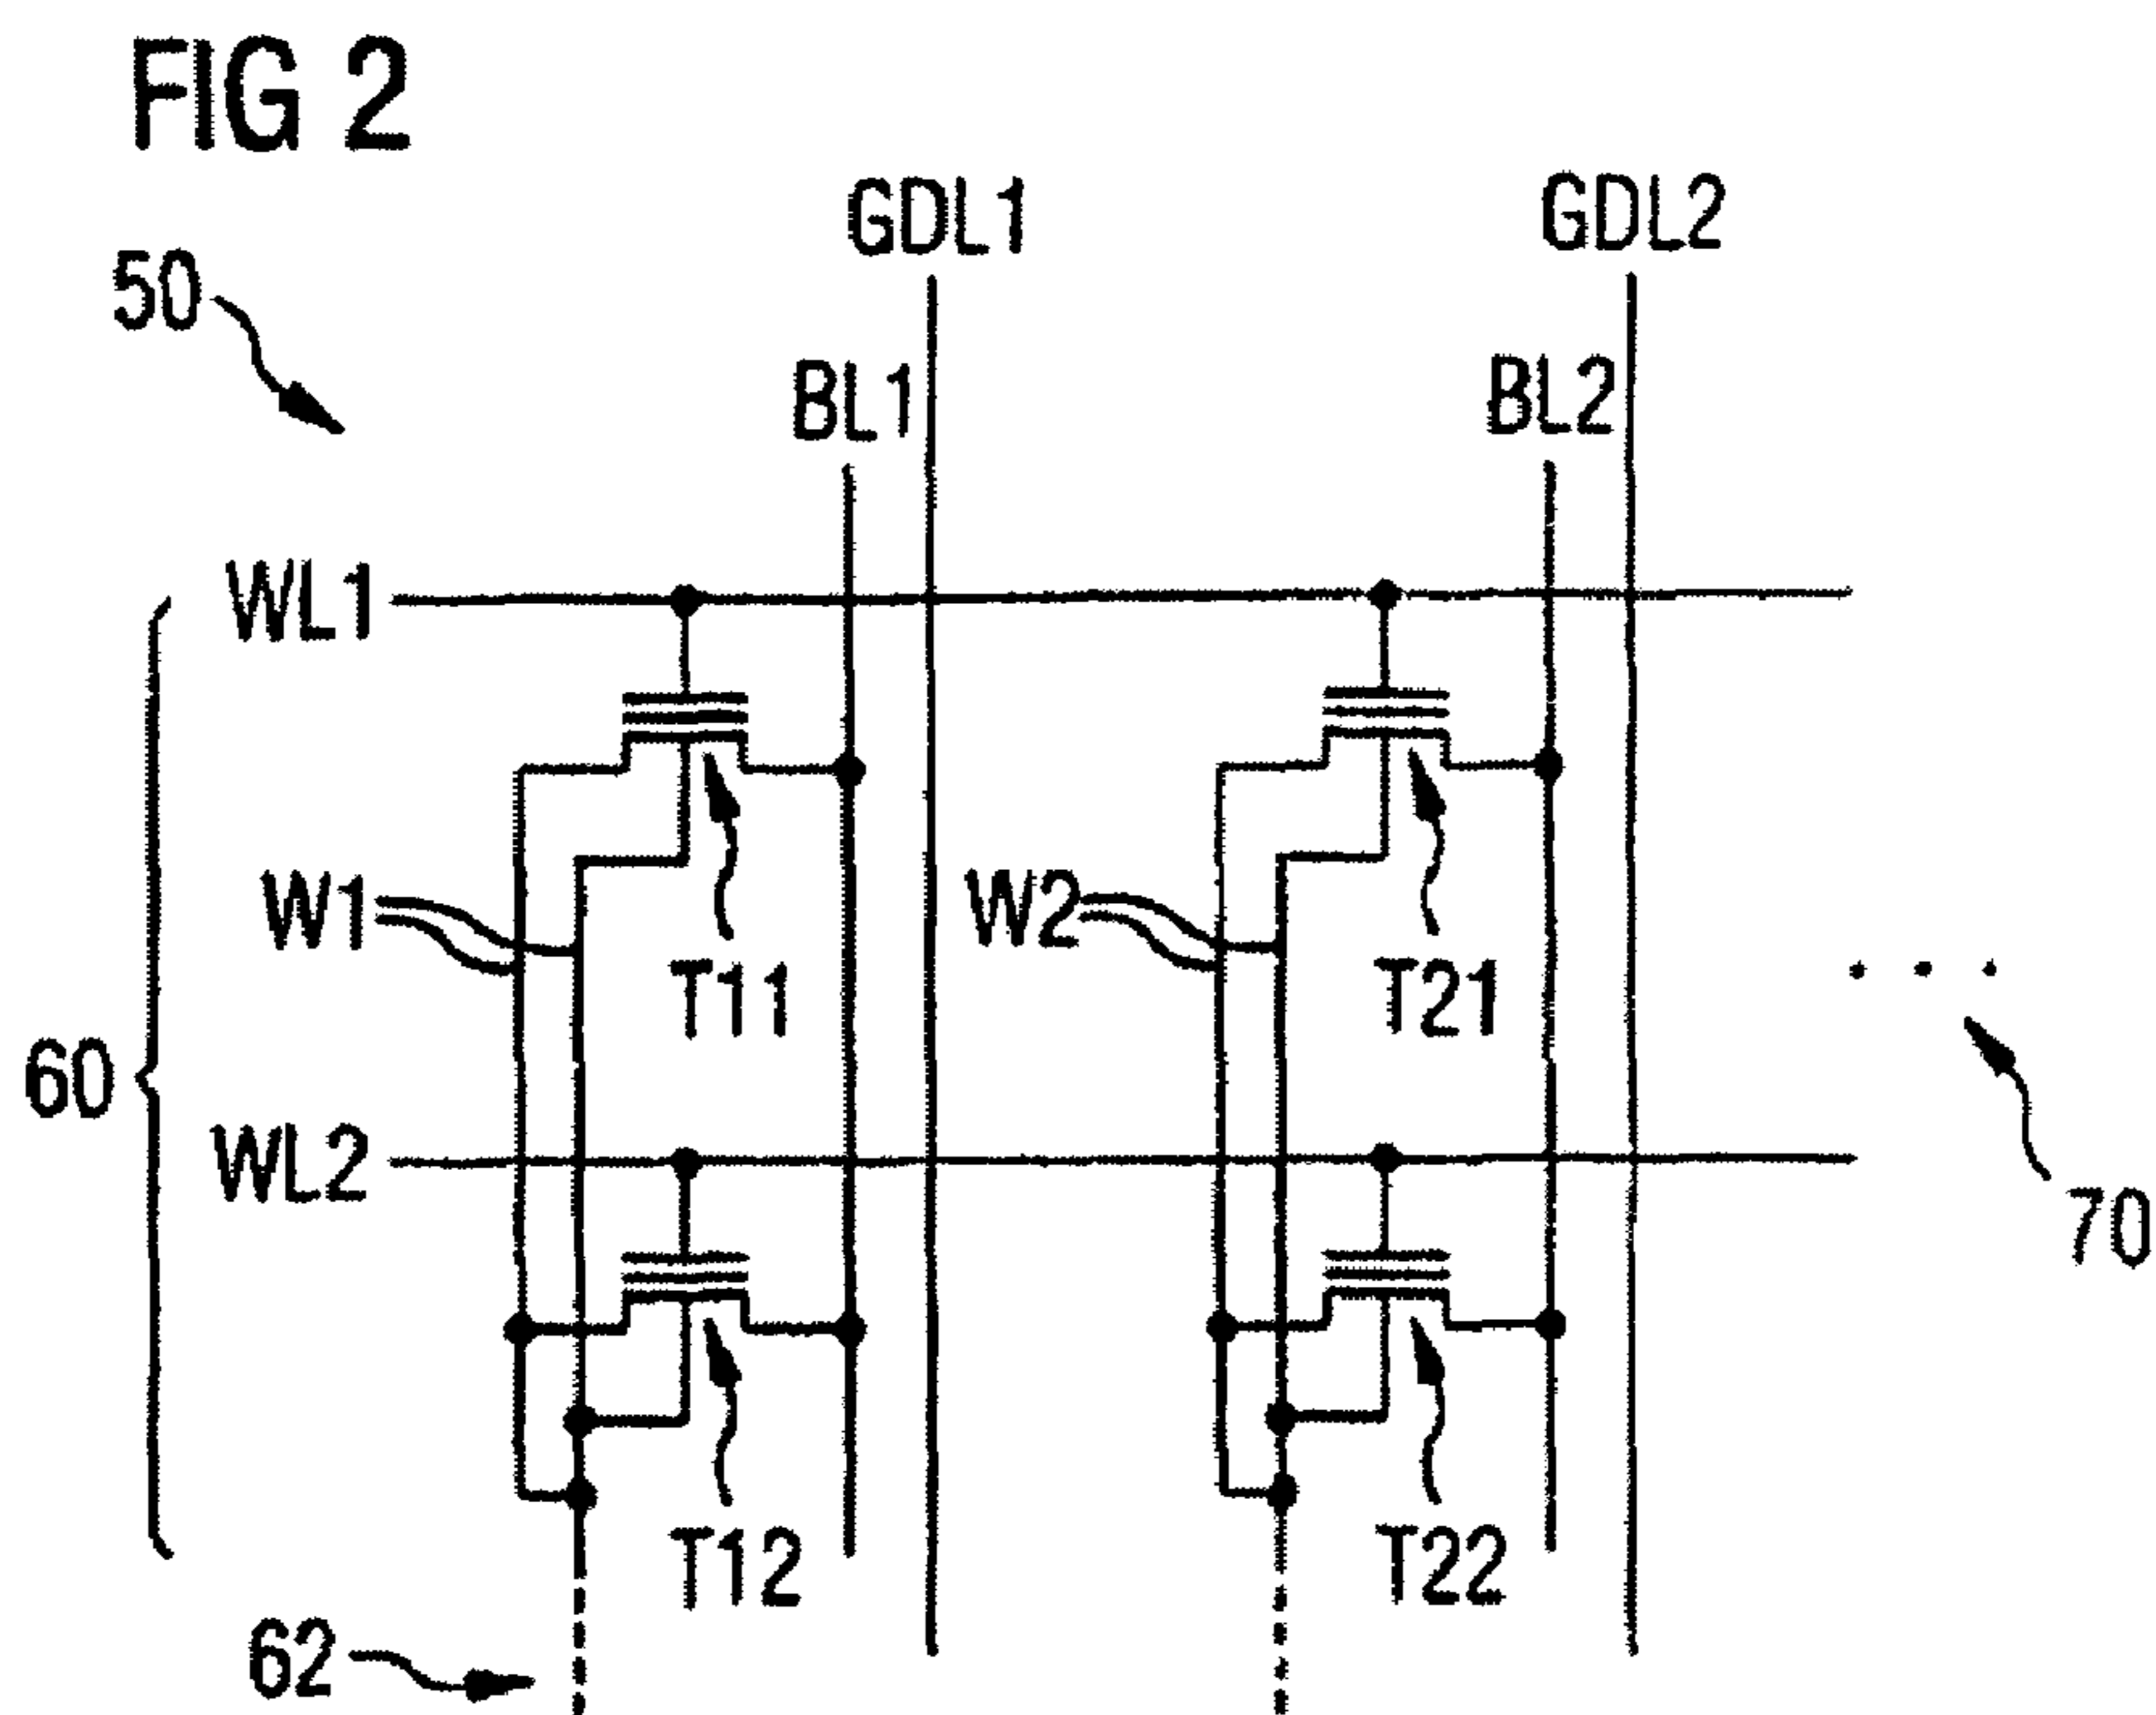 FIG 2
GDL1 GDL2
50
BL1 BL2
WL1
W1 W2
T11 T21
60
WL2
70
T12 T22
62